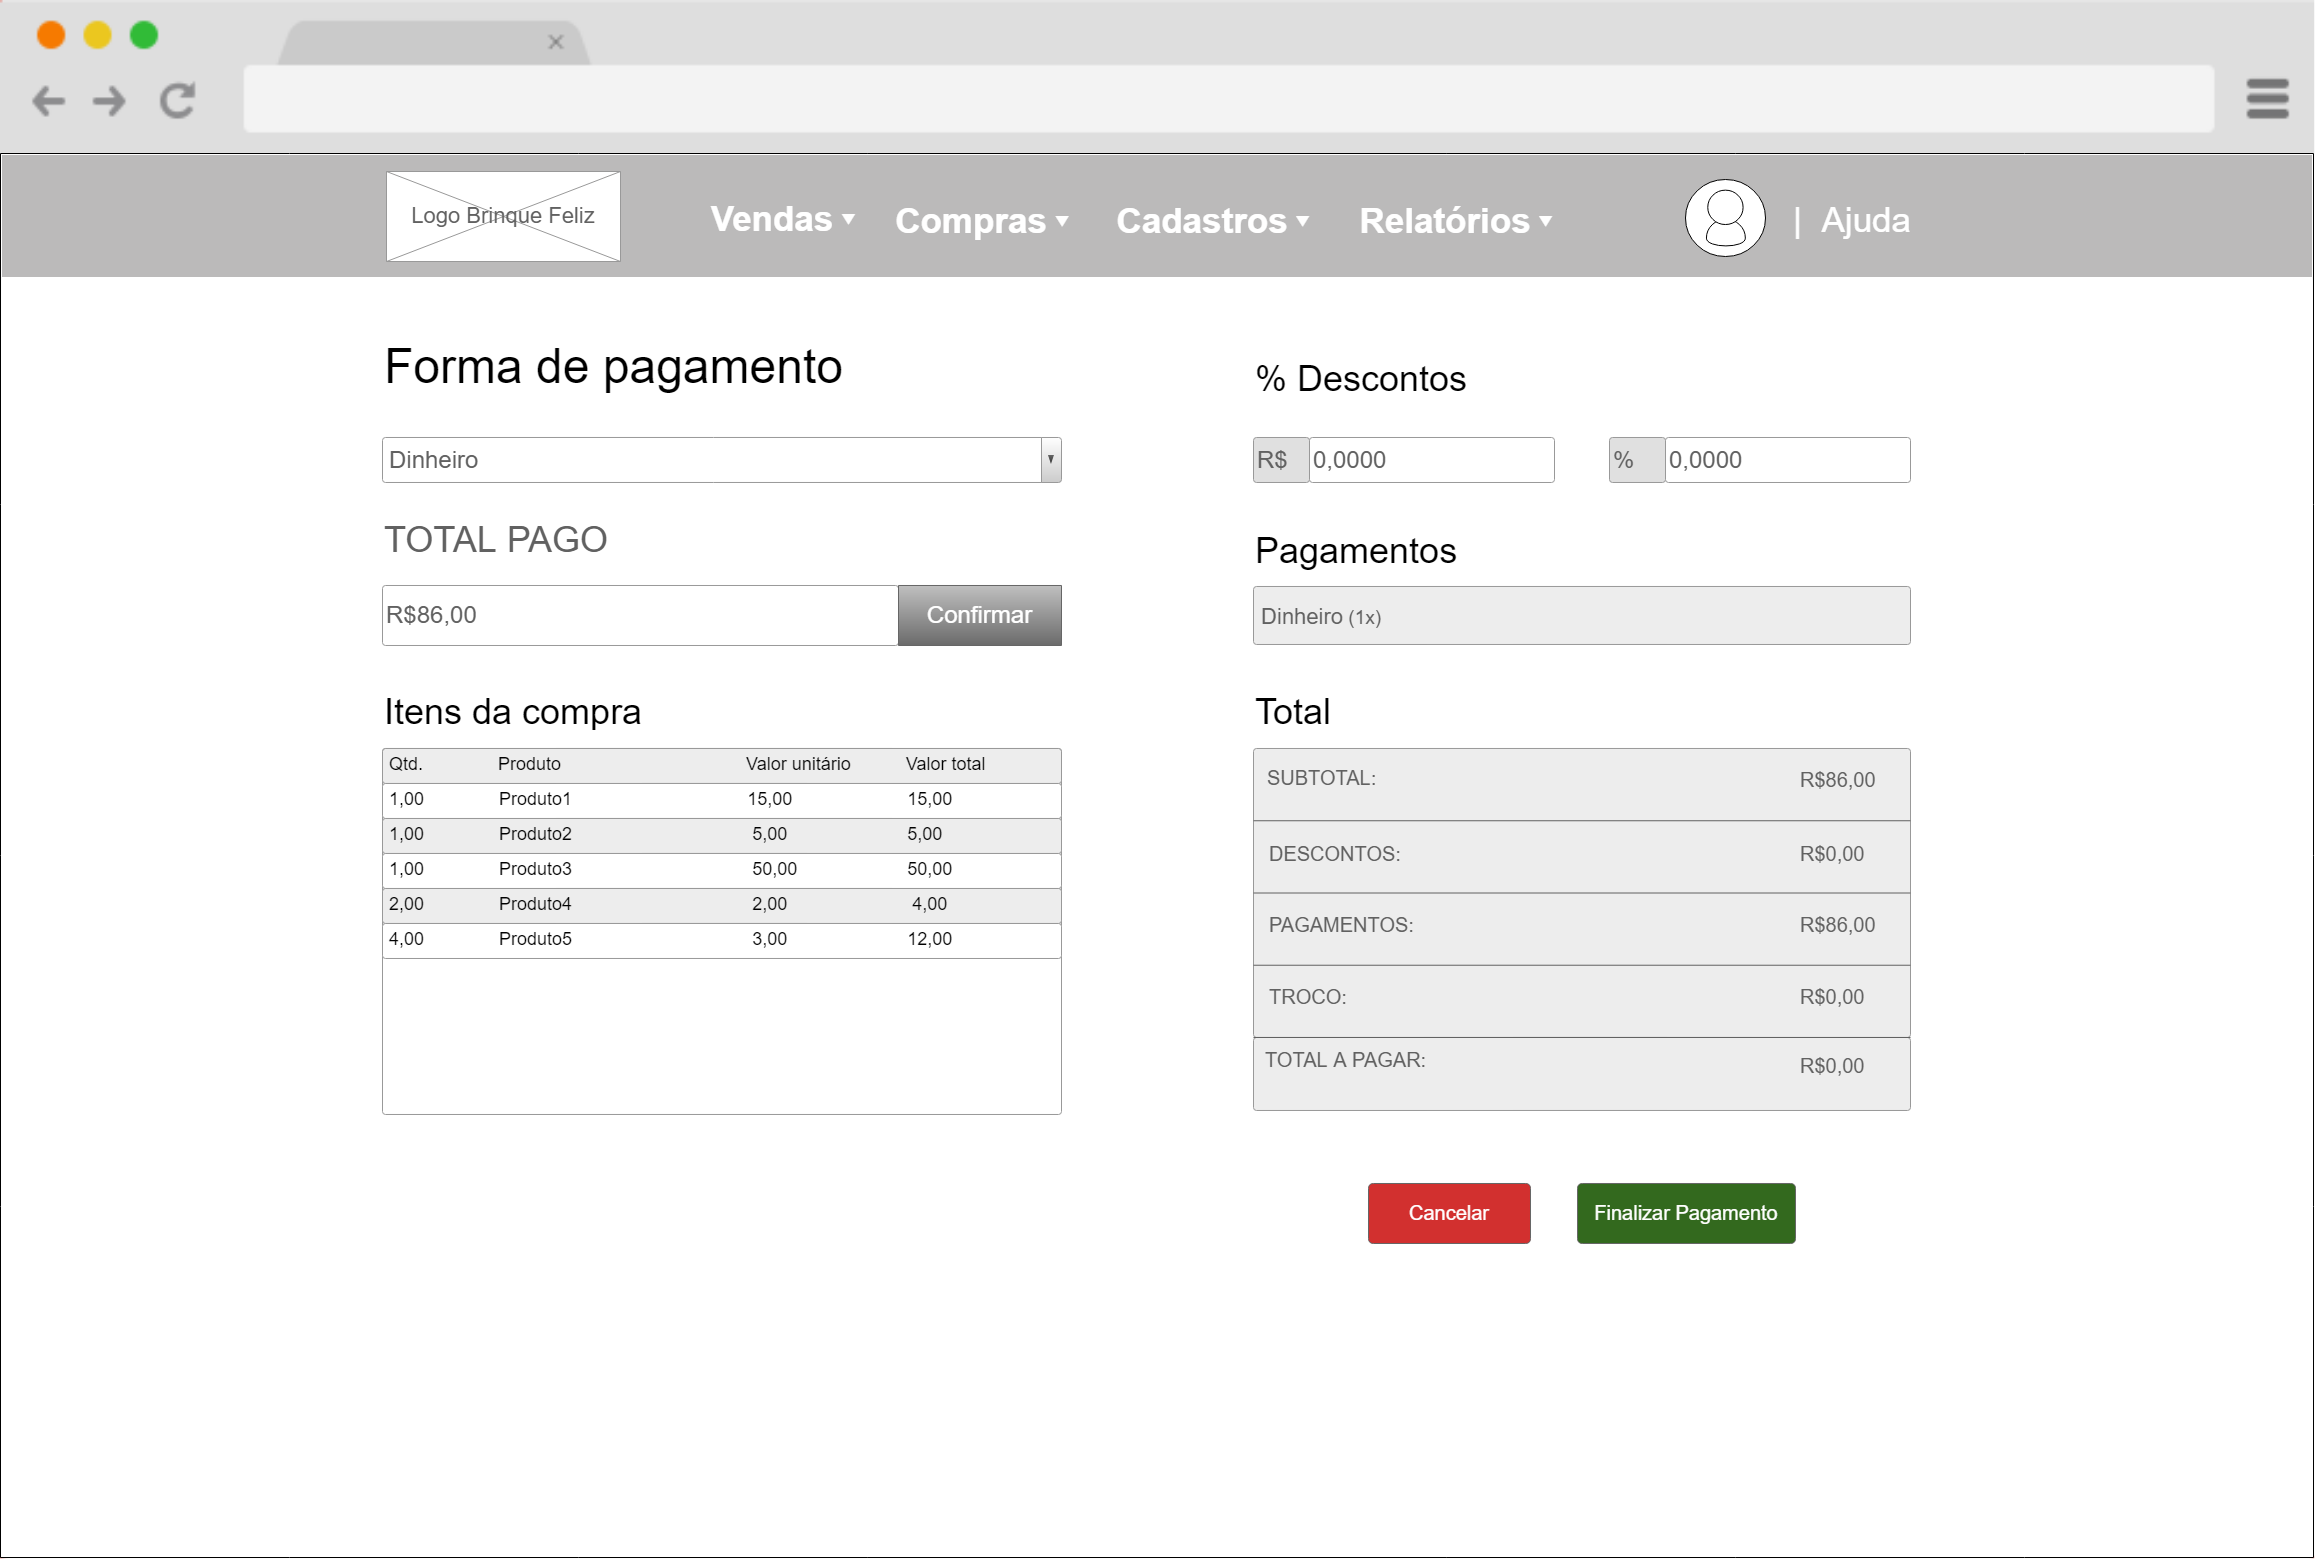 Logo Brinque Feliz
Vendas
Compras
Cadastros
Relatórios
| Ajuda
Forma de pagamento
Dinheiro
TOTAL PAGO
R$86,00
Confirmar
Itens da compra
Qtd. Produto Valor unitário Valor total
1,00 Produto1 15,00 15,00
1,00 Produto2 5,00 5,00
1,00 Produto3 50,00 50,00
2,00 Produto4 2,00 4,00
4,00 Produto5 3,00 12,00
% Descontos
R$ 0,0000
% 0,0000
Pagamentos
Dinheiro (1x)
Total
SUBTOTAL: R$86,00
DESCONTOS: R$0,00
PAGAMENTOS: R$86,00
TROCO: R$0,00
TOTAL A PAGAR: R$0,00
Cancelar
Finalizar Pagamento